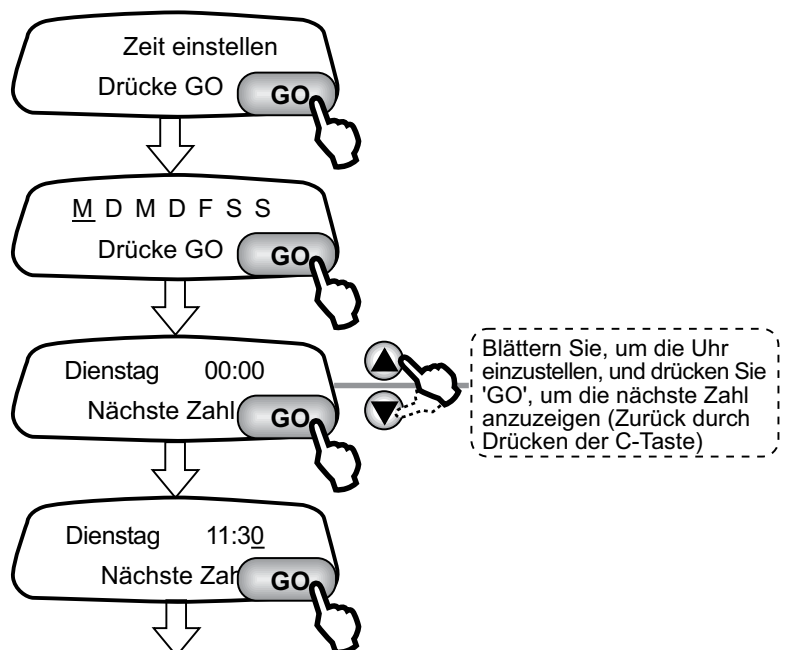 Zeit einstellen
Drücke GO GO
M D M D F S S
Drücke GO GO
Dienstag 00:00
Nächste Zahl GO
Blättern Sie, um die Uhr
einzustellen, und drücken Sie
'GO', um die nächste Zahl
anzuzeigen (Zurück durch
Drücken der C-Taste)
Dienstag 11:30
Nächste Zah GO